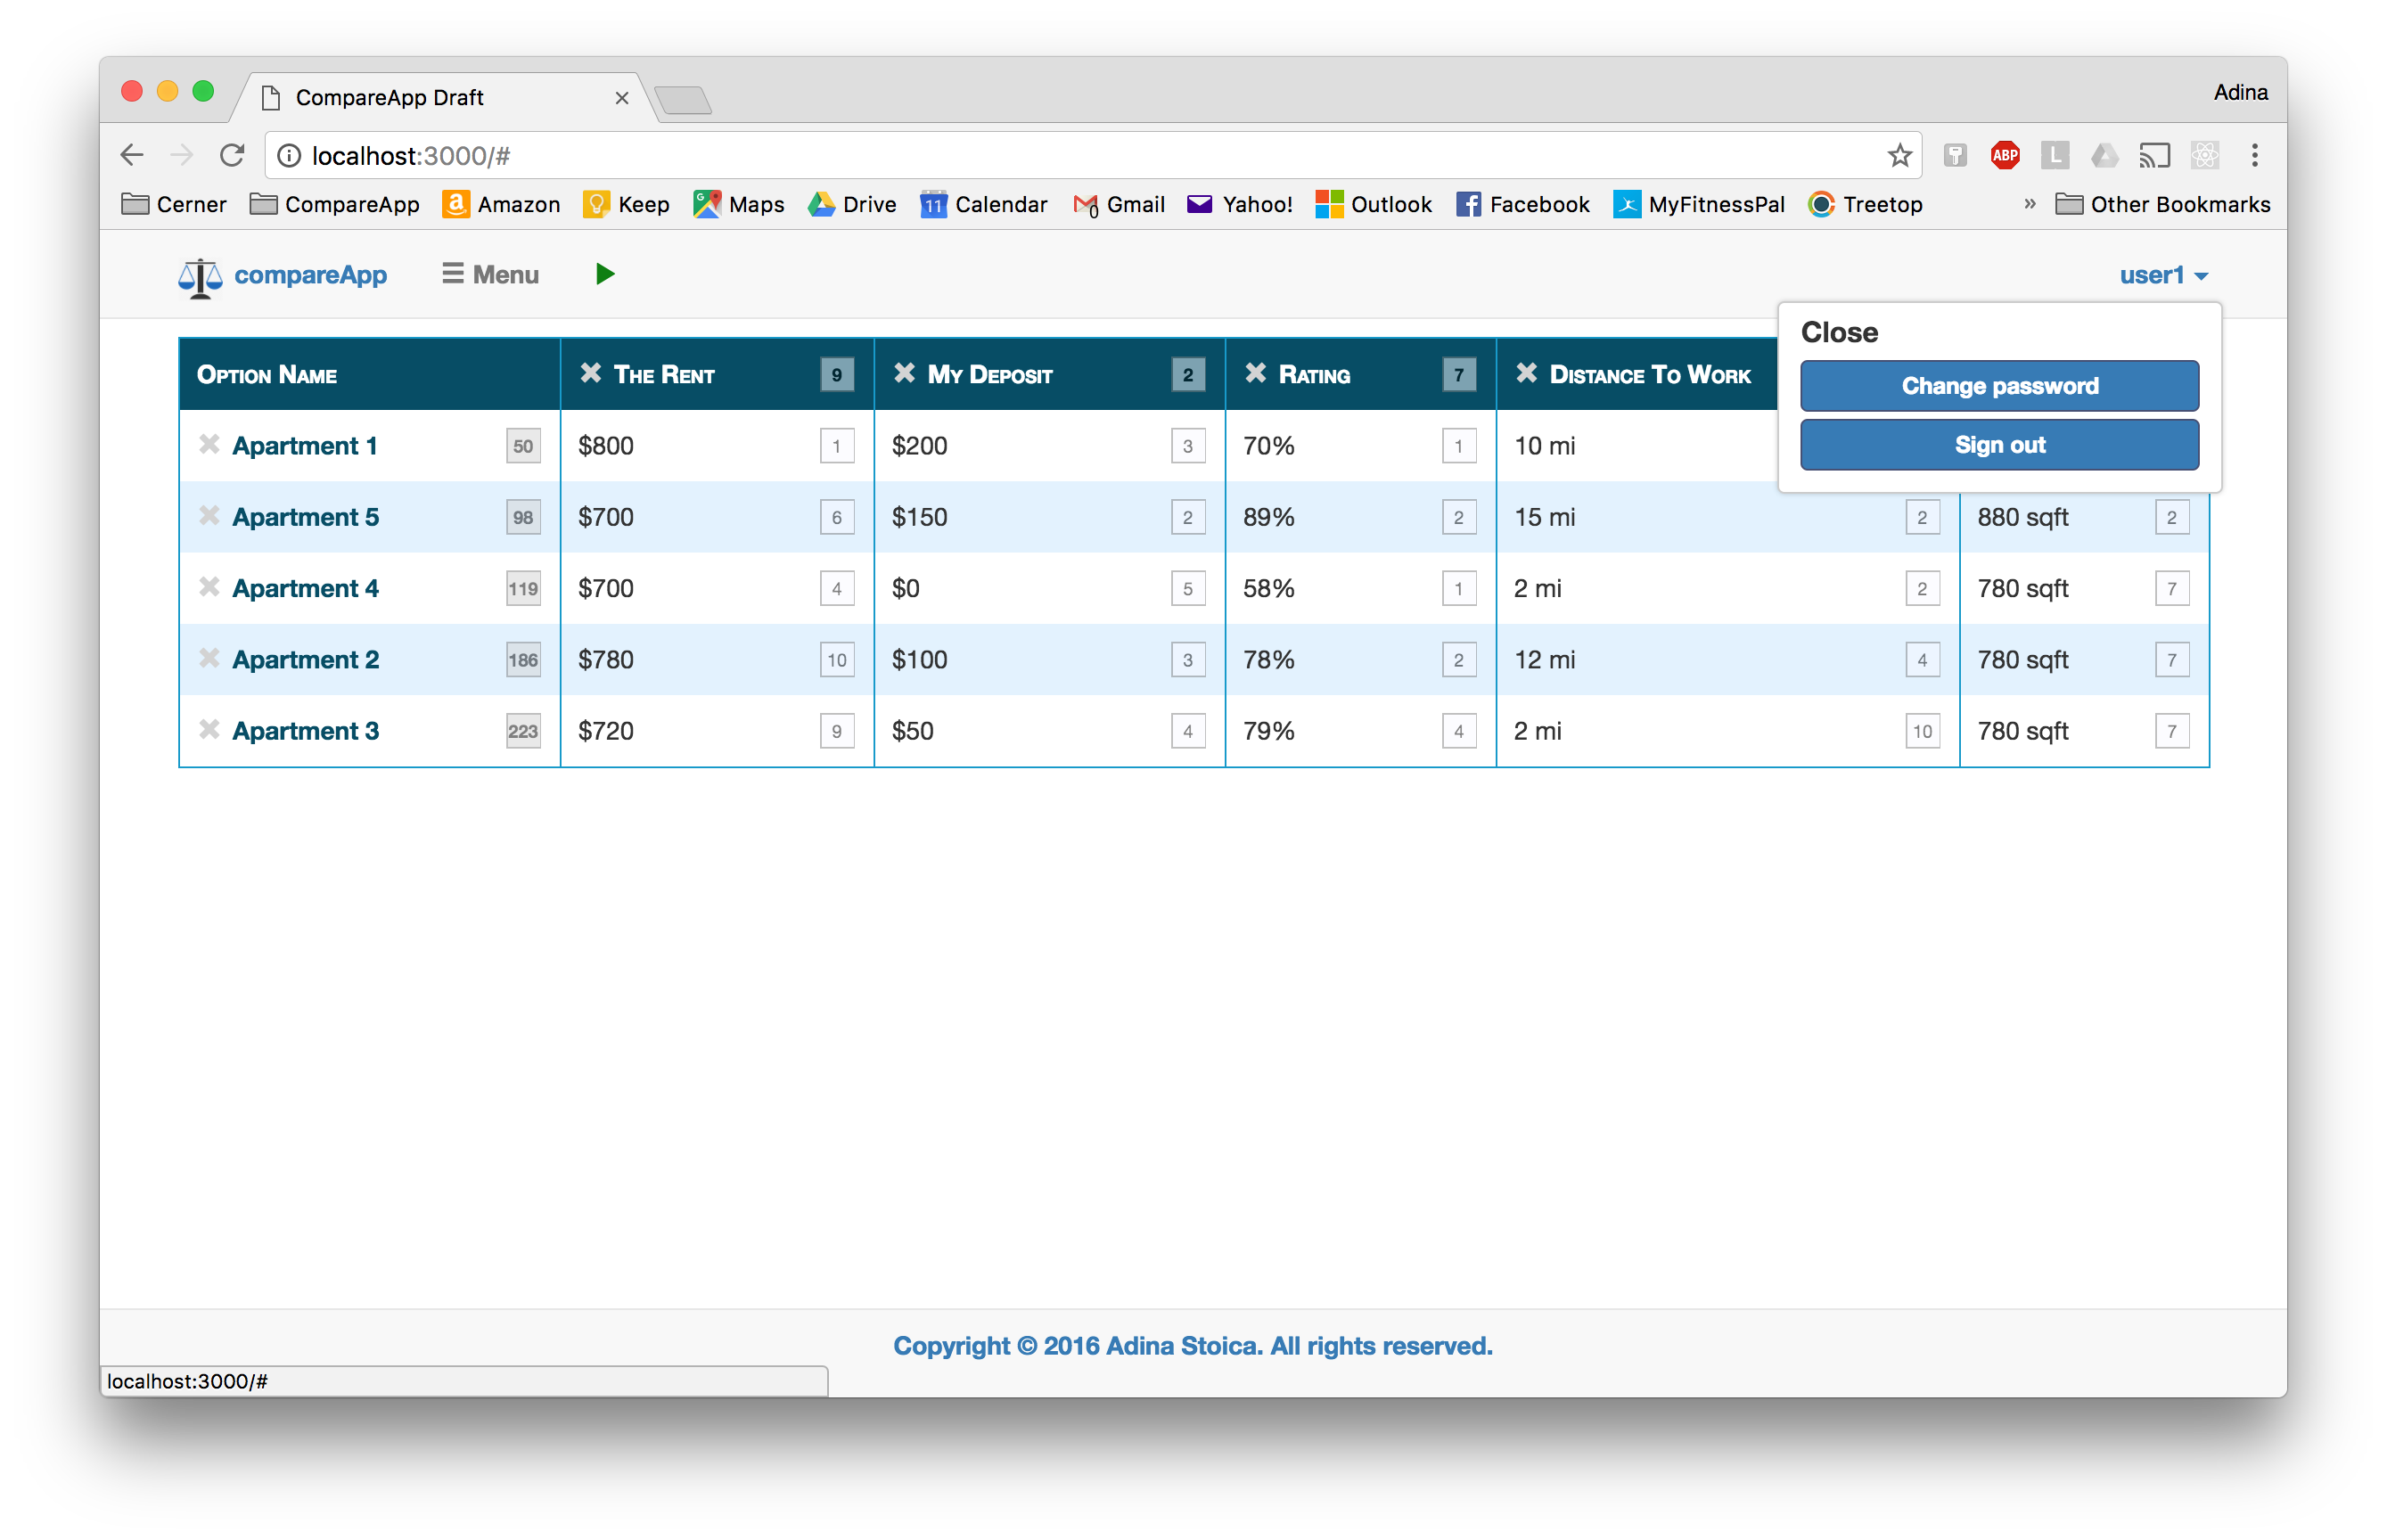 CompareApp Draft
Adina
localhost:3000/#
Cerner CompareApp Amazon Keep Maps Drive 11 Calendar 0 Gmail Yahoo! Outlook Facebook MyFitnessPal Treetop » Other Bookmarks
ABP L
compareApp Menu user1
Close
Change password
Sign out
Option Name The Rent 9 My Deposit 2 Rating 7 Distance To Work
Apartment 1 50 $800 1 $200 3 70% 1 10 mi
Apartment 5 98 $700 6 $150 2 89% 2 15 mi 2 880 sqft 2
Apartment 4 119 $700 4 $0 5 58% 1 2 mi 2 780 sqft 7
Apartment 2 186 $780 10 $100 3 78% 2 12 mi 4 780 sqft 7
Apartment 3 223 $720 9 $50 4 79% 4 2 mi 10 780 sqft 7
Copyright © 2016 Adina Stoica. All rights reserved.
localhost:3000/#